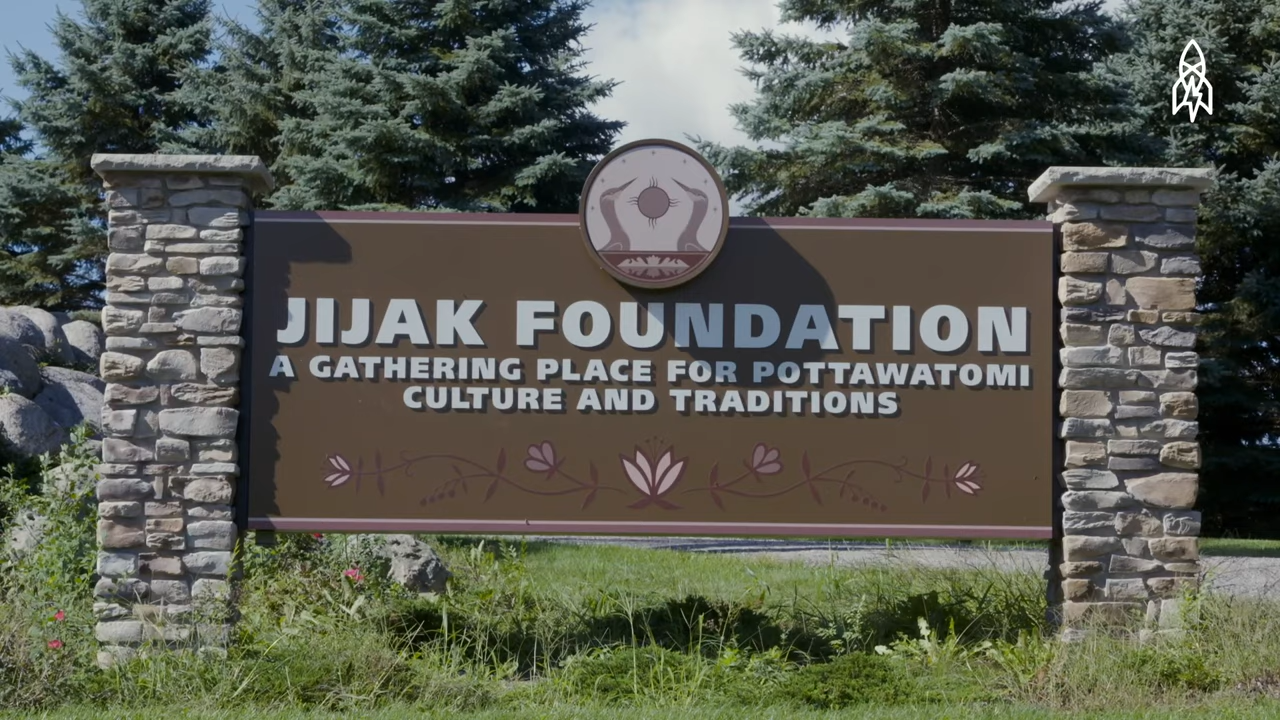 JIJAK FOUNDATION
A GATHERING PLACE FOR POTTAWATOMI
CULTURE AND TRADITIONS